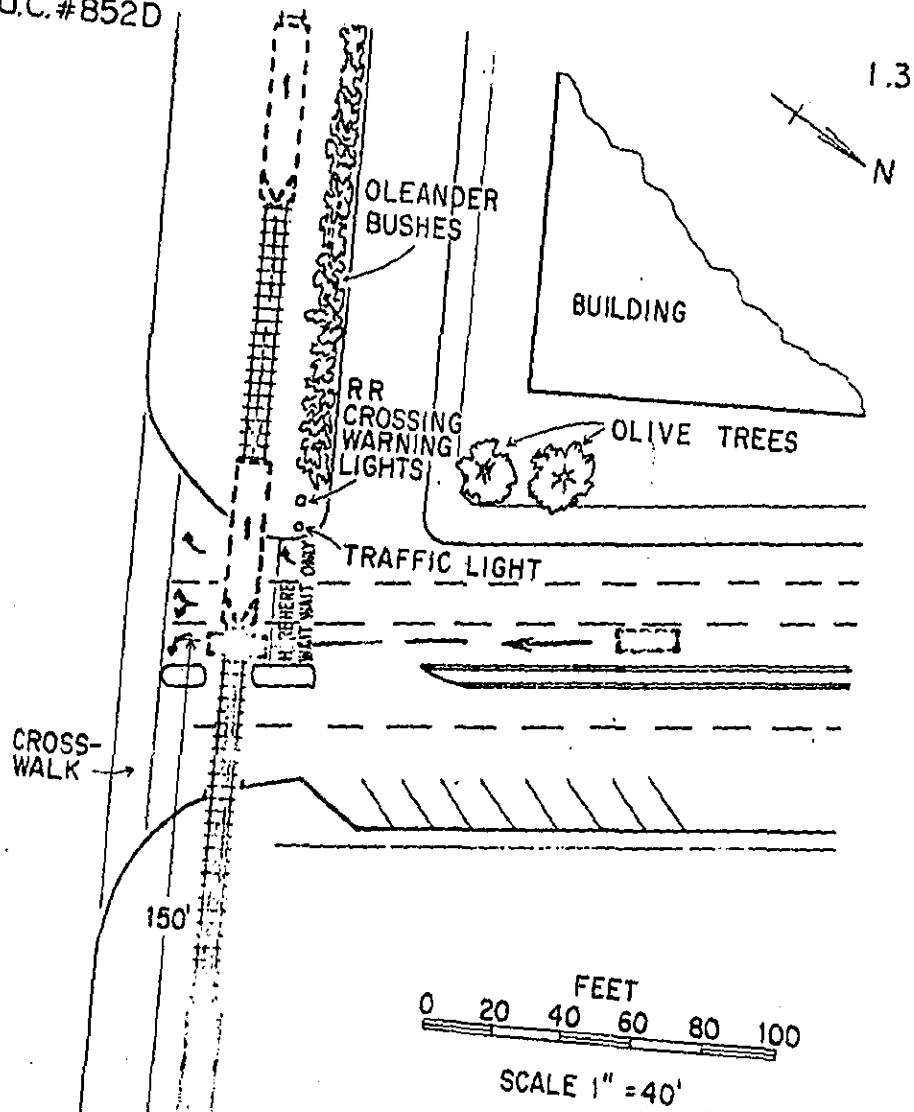 U.C.#852D
1.3
N
OLEANDER
BUSHES
BUILDING
RR
CROSSING
WARNING
LIGHTS
OLIVE TREES
TRAFFIC LIGHT
HERE
WAIT WAIT ONLY
CROSS-
WALK
150'
FEET
0 20 40 60 80 100
SCALE 1" = 40'